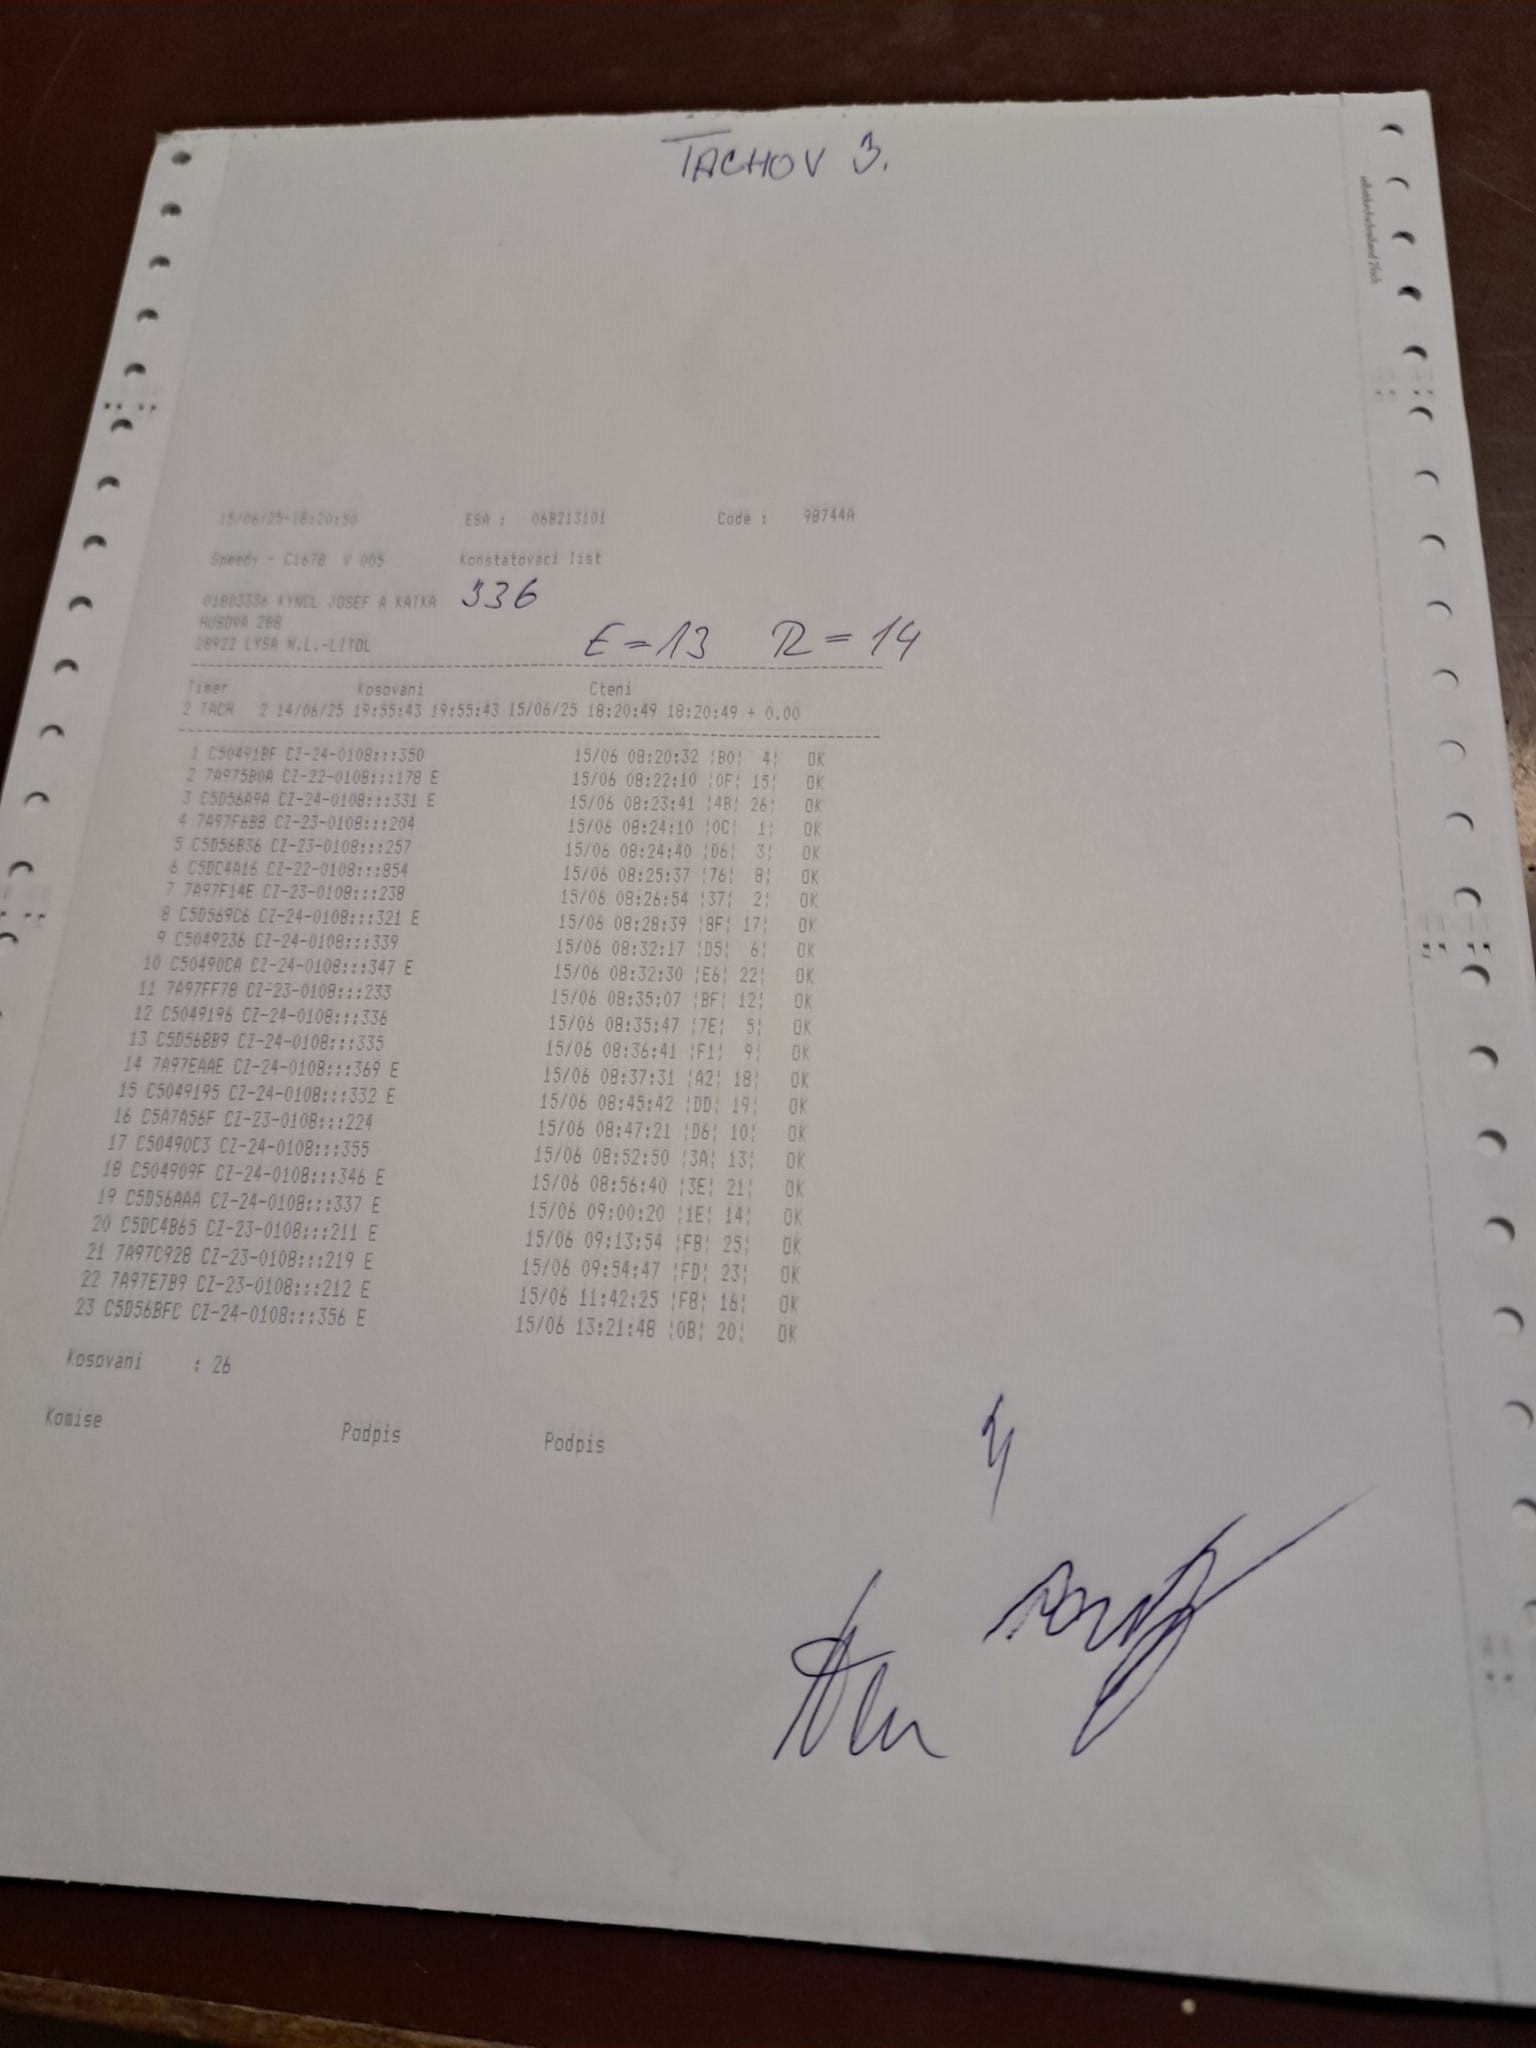 TACHOV 3.
15/06/25-18:20:50 ESA : 06B213101 Code : 98744A
Speedy - C167B V 005 Konstatovaci list
018D3336 KYNCL JOSEF A KATKA 336
HUSOVA 288
28922 LYSA N.L.-LITOL E=13 R=14
Timer Kosovani Cteni
2 TACH 2 14/06/25 19:55:43 19:55:43 15/06/25 18:20:49 18:20:49 + 0.00
1 C50491BF CZ-24-0108:::350 15/06 08:20:32 ¦B0¦ 4¦ OK
2 7A975B0A CZ-22-0108:::178 E 15/06 08:22:10 ¦0F¦ 15¦ OK
3 C5D56A9A CZ-24-0108:::331 E 15/06 08:23:41 ¦4B¦ 26¦ OK
4 7A97F6B8 CZ-23-0108:::204 15/06 08:24:10 ¦0C¦ 1¦ OK
5 C5D56B36 CZ-23-0108:::257 15/06 08:24:40 ¦D6¦ 3¦ OK
6 C5DC4A16 CZ-22-0108:::854 15/06 08:25:37 ¦76¦ 8¦ OK
7 7A97F14E CZ-23-0108:::238 15/06 08:26:54 ¦37¦ 2¦ OK
8 C5D569C6 CZ-24-0108:::321 E 15/06 08:28:39 ¦8F¦ 17¦ OK
9 C5049236 CZ-24-0108:::339 15/06 08:32:17 ¦D5¦ 6¦ OK
10 C50490CA CZ-24-0108:::347 E 15/06 08:32:30 ¦E6¦ 22¦ OK
11 7A97FF78 CZ-23-0108:::233 15/06 08:35:07 ¦BF¦ 12¦ OK
12 C5049196 CZ-24-0108:::336 15/06 08:35:47 ¦7E¦ 5¦ OK
13 C5D568B9 CZ-24-0108:::335 15/06 08:36:41 ¦F1¦ 9¦ OK
14 7A97EAAE CZ-24-0108:::369 E 15/06 08:37:31 ¦A2¦ 18¦ OK
15 C5049195 CZ-24-0108:::332 E 15/06 08:45:42 ¦DD¦ 19¦ OK
16 C5A7A56F CZ-23-0108:::224 15/06 08:47:21 ¦D6¦ 10¦ OK
17 C50490C3 CZ-24-0108:::355 15/06 08:52:50 ¦3A¦ 13¦ OK
18 C504909F CZ-24-0108:::346 E 15/06 08:56:40 ¦3E¦ 21¦ OK
19 C5D56AAA CZ-24-0108:::337 E 15/06 09:00:20 ¦1E¦ 14¦ OK
20 C5DC4B65 CZ-23-0108:::211 E 15/06 09:13:54 ¦FB¦ 25¦ OK
21 7A97C928 CZ-23-0108:::219 E 15/06 09:54:47 ¦FD¦ 23¦ OK
22 7A97E7B9 CZ-23-0108:::212 E 15/06 11:42:25 ¦F8¦ 16¦ OK
23 C5D56BFC CZ-24-0108:::356 E 15/06 13:21:48 ¦0B¦ 20¦ OK
Kosovani : 26
Komise Podpis Podpis